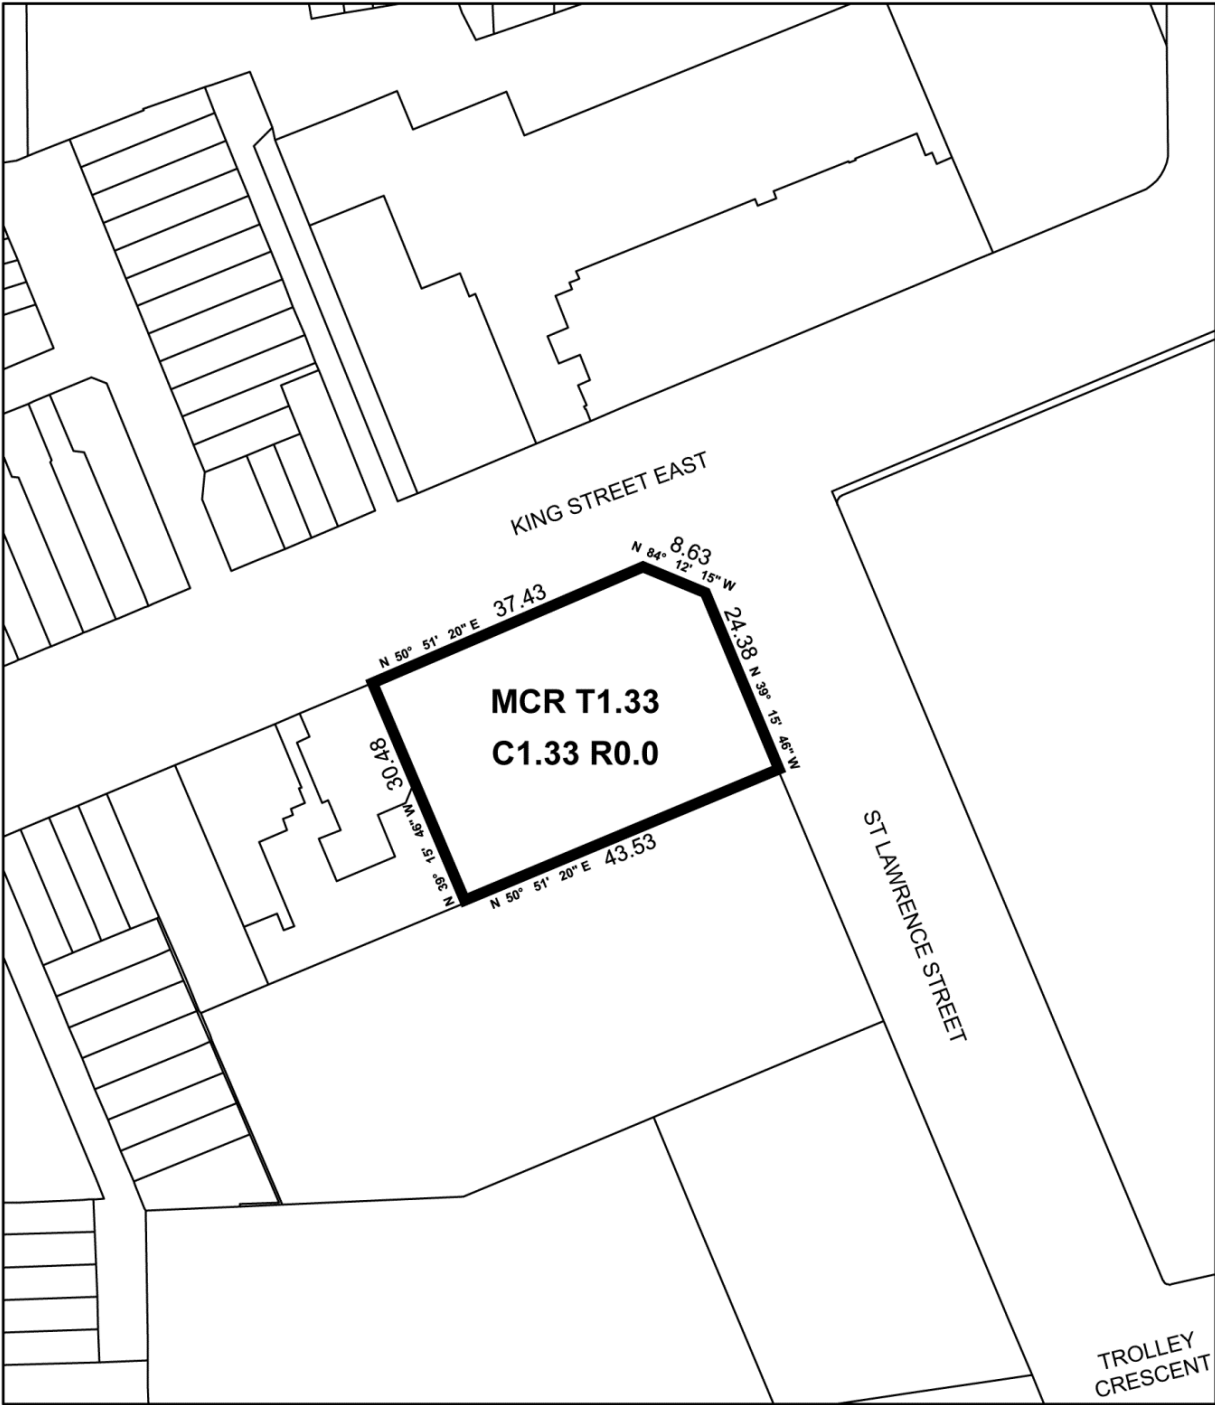 KING STREET EAST
8.63
N 84° 12' 15" W
37.43
N 50° 51' 20" E
24.38
N 39° 15' 46" W
MCR T1.33
C1.33 R0.0
30.48
N 39° 15' 46" W
43.53
N 50° 51' 20" E
ST LAWRENCE STREET
TROLLEY
CRESCENT